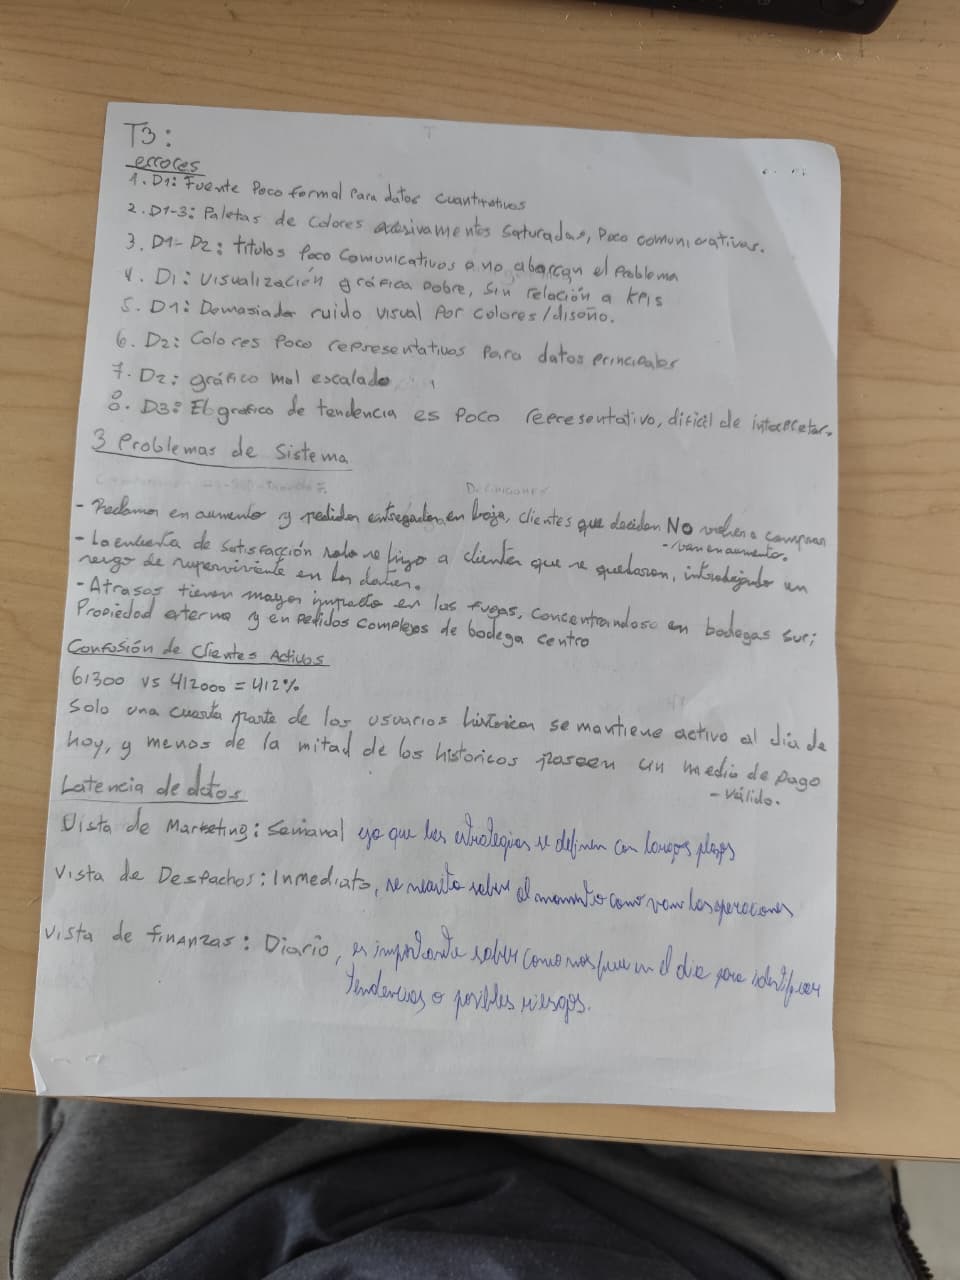 T3:
errores
1. D1: Fuente Poco formal Para datos cuantitativos
2. D1-3: Paletas de colores saturadas, Poco comunicativas.
3. D1-D2: titulos Poco comunicativos o no abarcan el Problema
4. D1: visualización gráfica pobre, sin relación a KPIs
5. D1: Demasiado ruido visual Por colores/diseño.
6. D2: Colores Poco representativos Para datos principales
7. D2: gráfico mal escalado
8. D3: El grafico de tendencia es Poco representativo, dificil de interpretar.
3 Problemas de Sistema
- Reclamos en aumento y pedidos entregados en baja, clientes que deciden NO volver a comprar
- van en aumento.
- La encuesta de satisfacción solo se hizo a clientes que se quedaron, un
sesgo de superviviente en los datos.
- Atrasos tienen mayor impacto en las fugas, concentrandose en bodegas sur;
Propiedad externa y en pedidos complejos de bodega centro
Confusión de clientes Activos
61300 vs 412000 = 412%
Solo una cuarta parte de los usuarios historicos se mantiene activo al día de
hoy, y menos de la mitad de los historicos poseen un medio de pago
- Válido.
Latencia de datos
Vista de Marketing: Semanal ya que las estrategias se definen con largos plazos
Vista de Despachos: Inmediato, se necesita saber al momento como van las operaciones
Vista de finanzas: Diario, es importante saber como nos fue en el dia para identificar
tendencias o posibles riesgos.